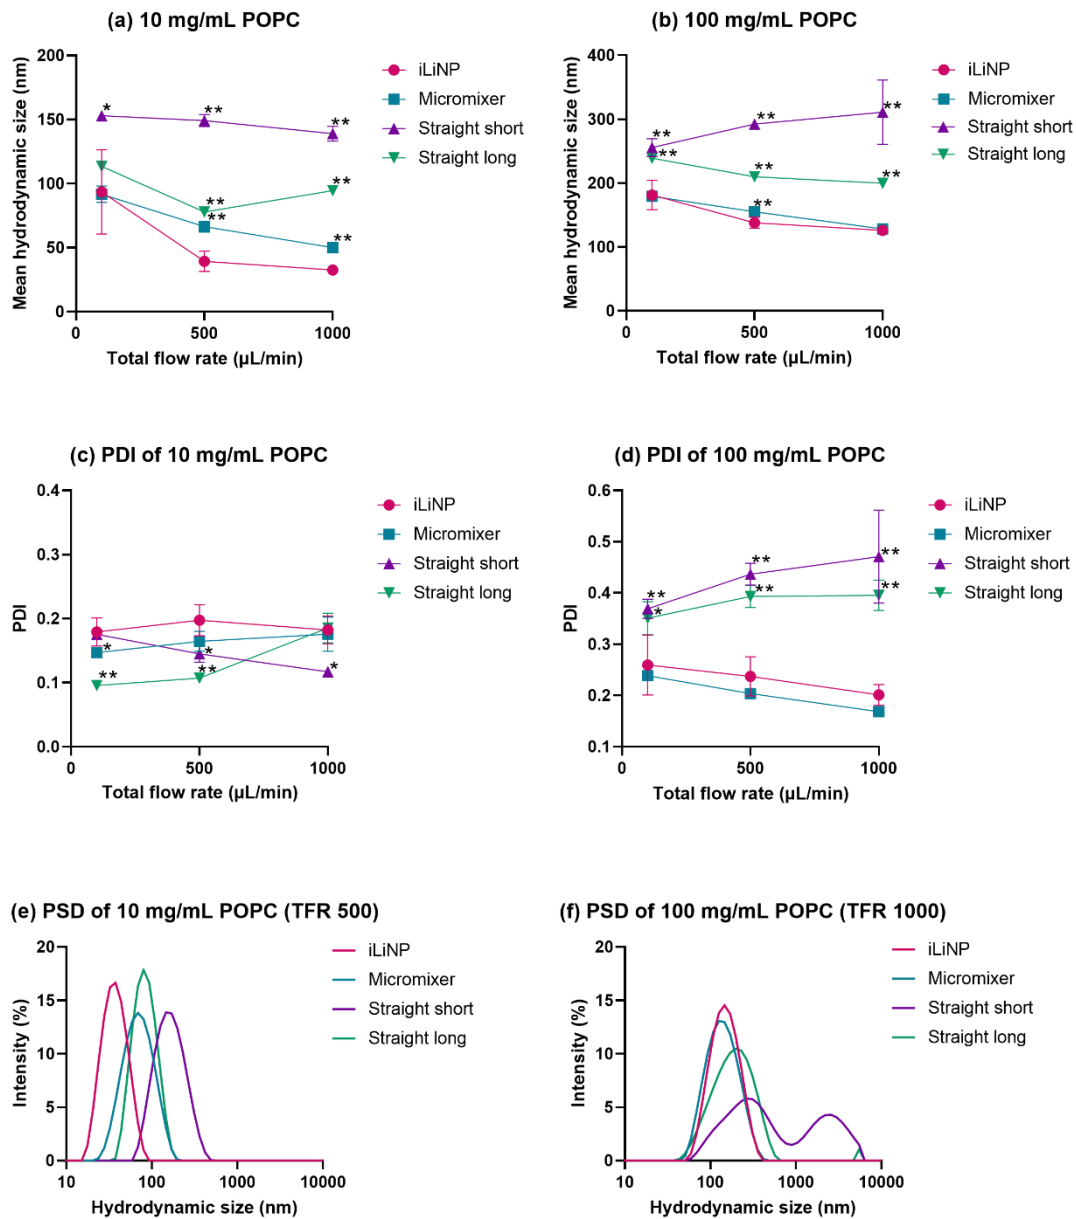 (a) 10 mg/mL POPC
Mean hydrodynamic size (nm)
200
150
100
50
0
0
500
1000
Total flow rate (µL/min)
*
**
**
**
**
**
**
iLiNP
Micromixer
Straight short
Straight long
(b) 100 mg/mL POPC
Mean hydrodynamic size (nm)
400
300
200
100
0
0
500
1000
Total flow rate (µL/min)
**
**
**
**
**
**
**
iLiNP
Micromixer
Straight short
Straight long
(c) PDI of 10 mg/mL POPC
PDI
0.4
0.3
0.2
0.1
0.0
0
500
1000
Total flow rate (µL/min)
*
**
*
**
*
iLiNP
Micromixer
Straight short
Straight long
(d) PDI of 100 mg/mL POPC
PDI
0.6
0.5
0.4
0.3
0.2
0.1
0
500
1000
Total flow rate (µL/min)
**
*
**
**
**
**
iLiNP
Micromixer
Straight short
Straight long
(e) PSD of 10 mg/mL POPC (TFR 500)
Intensity (%)
20
15
10
5
0
10
100
1000
10000
Hydrodynamic size (nm)
iLiNP
Micromixer
Straight short
Straight long
(f) PSD of 100 mg/mL POPC (TFR 1000)
Intensity (%)
20
15
10
5
0
10
100
1000
10000
Hydrodynamic size (nm)
iLiNP
Micromixer
Straight short
Straight long